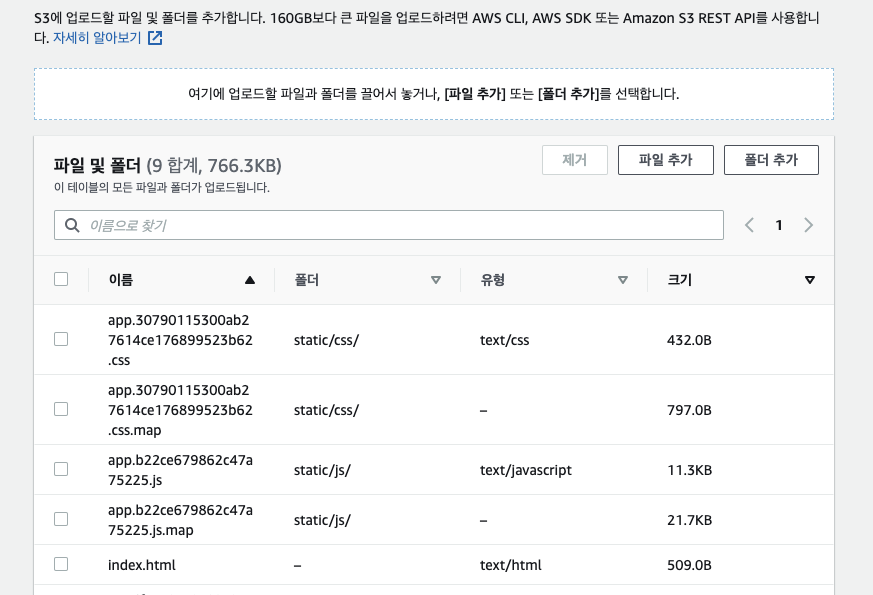 S3에 업로드할 파일 및 폴더를 추가합니다. 160GB보다 큰 파일을 업로드하려면 AWS CLI, AWS SDK 또는 Amazon S3 REST API를 사용합니
다. 자세히 알아보기
여기에 업로드할 파일과 폴더를 끌어서 놓거나, [파일 추가] 또는 [폴더 추가]를 선택합니다.
파일 및 폴더 (9 합계, 766.3KB)
제거 파일 추가 폴더 추가
이 테이블의 모든 파일과 폴더가 업로드됩니다.
이름으로 찾기 1
이름 폴더 유형 크기
app.30790115300ab2
7614ce176899523b62 static/css/ text/css 432.0B
.css
app.30790115300ab2
7614ce176899523b62 static/css/ – 797.0B
.css.map
app.b22ce679862c47a
75225.js static/js/ text/javascript 11.3KB
app.b22ce679862c47a
75225.js.map static/js/ – 21.7KB
index.html – text/html 509.0B